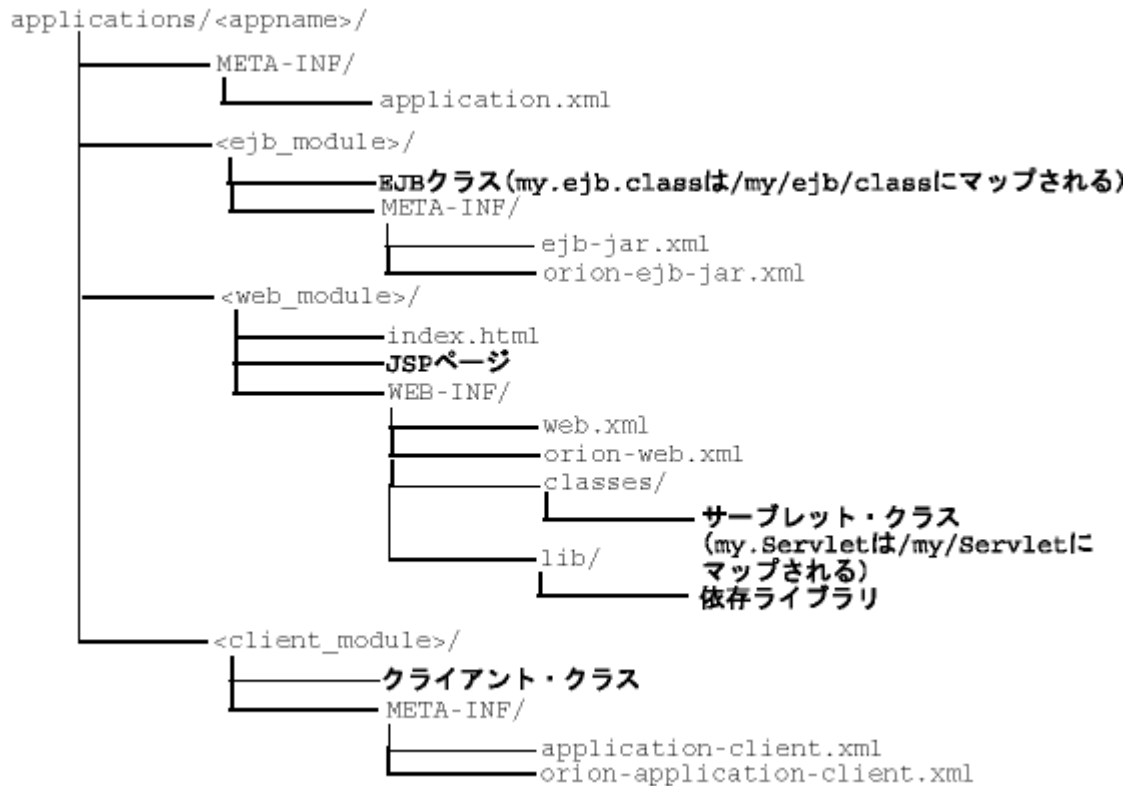 applications/<appname>/
META-INF/
application.xml
<ejb_module>/
EJBクラス(my.ejb.classは/my/ejb/classにマップされる)
META-INF/
ejb-jar.xml
orion-ejb-jar.xml
<web_module>/
index.html
JSPページ
WEB-INF/
web.xml
orion-web.xml
classes/
サーブレット・クラス
(my.Servletは/my/Servletに
マップされる)
lib/
依存ライブラリ
<client_module>/
クライアント・クラス
META-INF/
application-client.xml
orion-application-client.xml